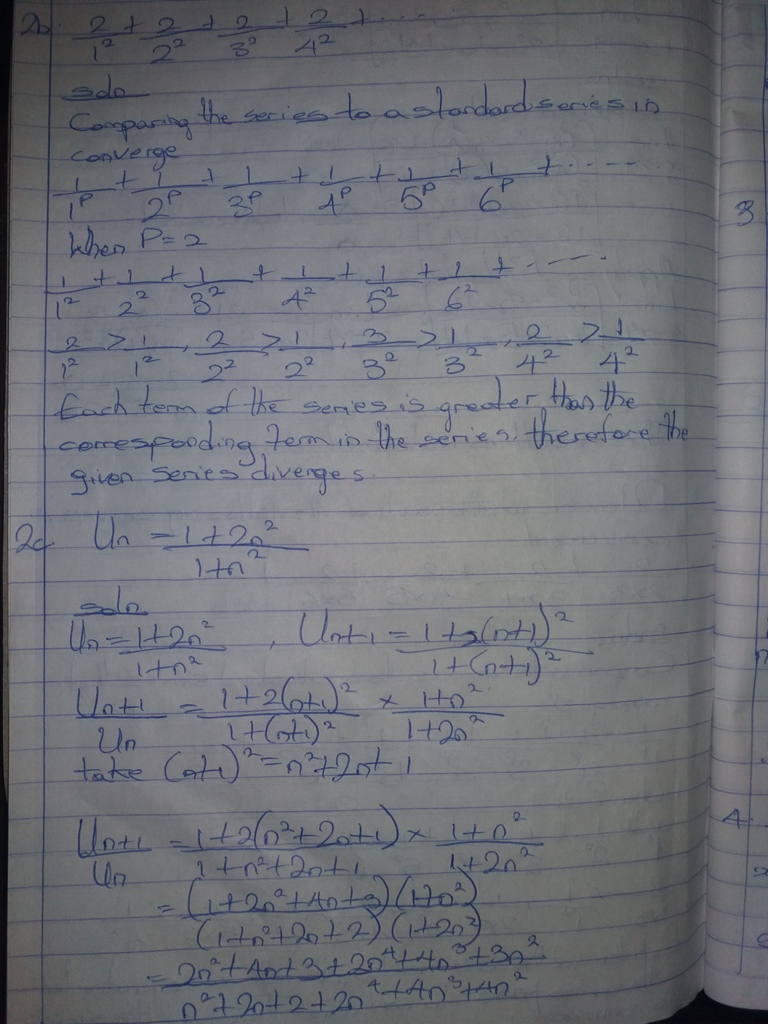 2b. 2/1² + 2/2² + 2/3² + 2/4² + ....
soln
Comparing the series to a standard series in
converge
1/1^P + 1/2^P + 1/3^P + 1/4^P + 1/5^P + 1/6^P + .....
When P = 2
1/1² + 1/2² + 1/3² + 1/4² + 1/5² + 1/6² + .....
2/1² > 1/1², 2/2² > 1/2², 3/3² > 1/3², 2/4² > 1/4²
Each term of the series is greater than the
corresponding term in the series, therefore the
given series diverges.
2c. Un = (1+2n²)/(1+n²)
soln
Un = (1+2n²)/(1+n²), Un+1 = (1+2(n+1)²)/(1+(n+1)²)
Un+1/Un = (1+2(n+1)²)/(1+(n+1)²) × (1+n²)/(1+2n²)
take (n+1)² = n²+2n+1
Un+1/Un = (1+2(n²+2n+1))/(1+n²+2n+1) × (1+n²)/(1+2n²)
= (1+2n²+4n+3)(1+n²)/(1+n²+2n+2)(1+2n²)
= (2n²+4n+3+2n⁴+4n³+3n²)/(n²+2n+2+2n⁴+4n³+4n²)
3
4.